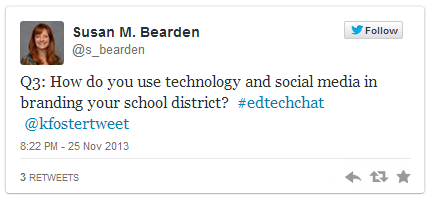 Susan M. Bearden
@s_bearden
Follow
Q3: How do you use technology and social media in
branding your school district? #edtechchat
@kfostertweet
8:22 PM - 25 Nov 2013
3 RETWEETS